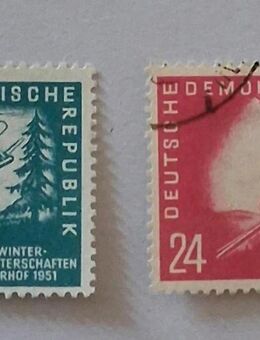 ISCHE
REPUBLIK
WINTER-
TERSCHAFTEN
RHOF 1951
DEUTSCHE
DEMO
24